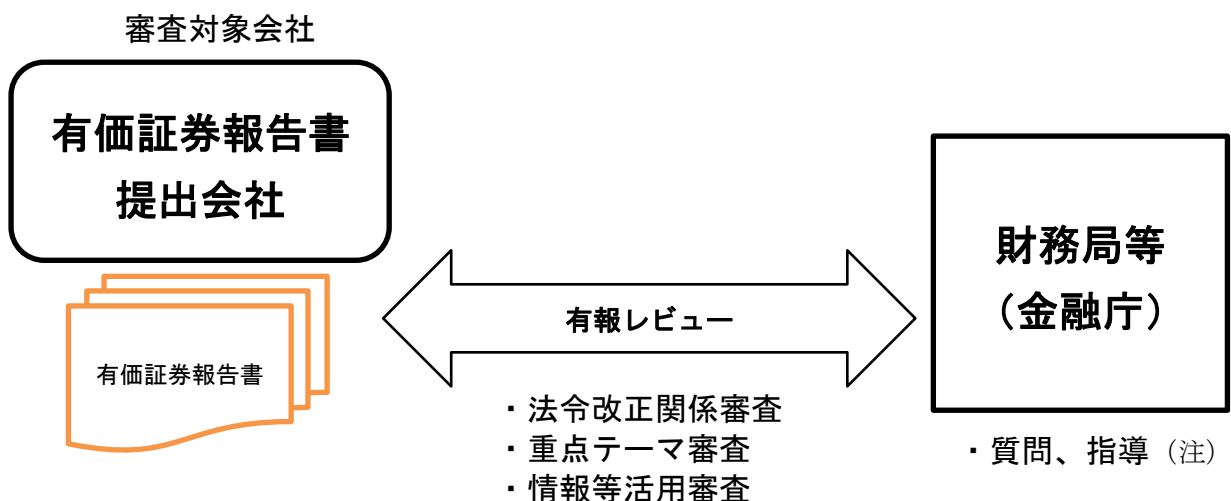 審査対象会社
有価証券報告書
提出会社
有価証券報告書
有報レビュー
・法令改正関係審査
・重点テーマ審査
・情報等活用審査
財務局等
（金融庁）
・質問、指導（注）